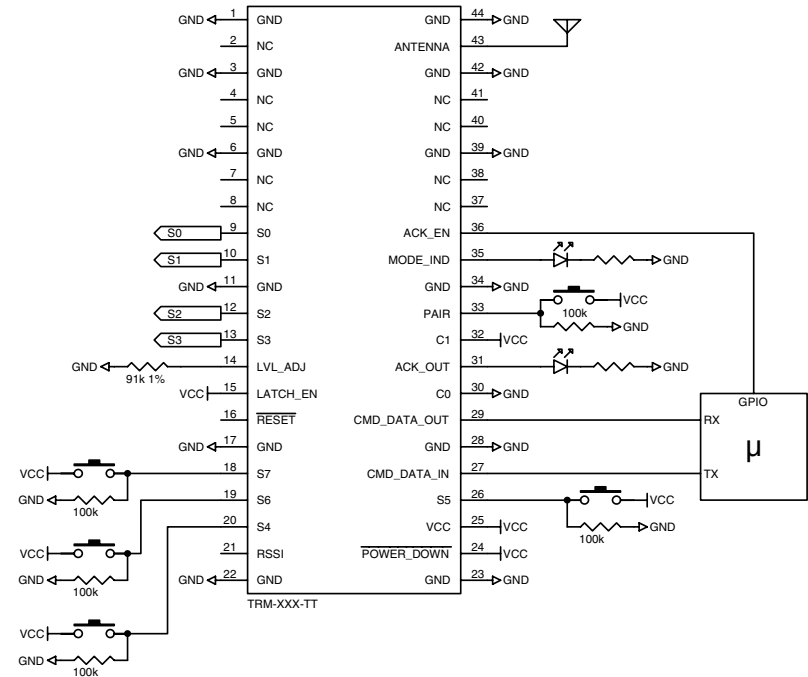 GND 1 GND 44 GND
2 NC ANTENNA 43
GND 3 GND GND 42 GND
4 NC NC 41
5 NC NC 40
GND 6 GND GND 39 GND
7 NC NC 38
8 NC NC 37
S0 9 S0 ACK_EN 36
S1 10 S1 MODE_IND 35 GND
GND 11 GND GND 34 GND
S2 12 S2 PAIR 33 VCC
100k
GND
S3 13 S3 C1 32 VCC
GND 14 LVL_ADJ ACK_OUT 31 GND
91k 1%
VCC 15 LATCH_EN C0 30 GND
GPIO
16 RESET CMD_DATA_OUT 29 RX
µ
GND 17 GND GND 28 GND
VCC 18 S7 CMD_DATA_IN 27 TX
GND 19 S6 S5 26 VCC
100k
20 S4 VCC 25 VCC GND
100k
VCC 21 RSSI POWER_DOWN 24 VCC
GND 22 GND GND 23 GND
100k
TRM-XXX-TT
VCC
GND
100k